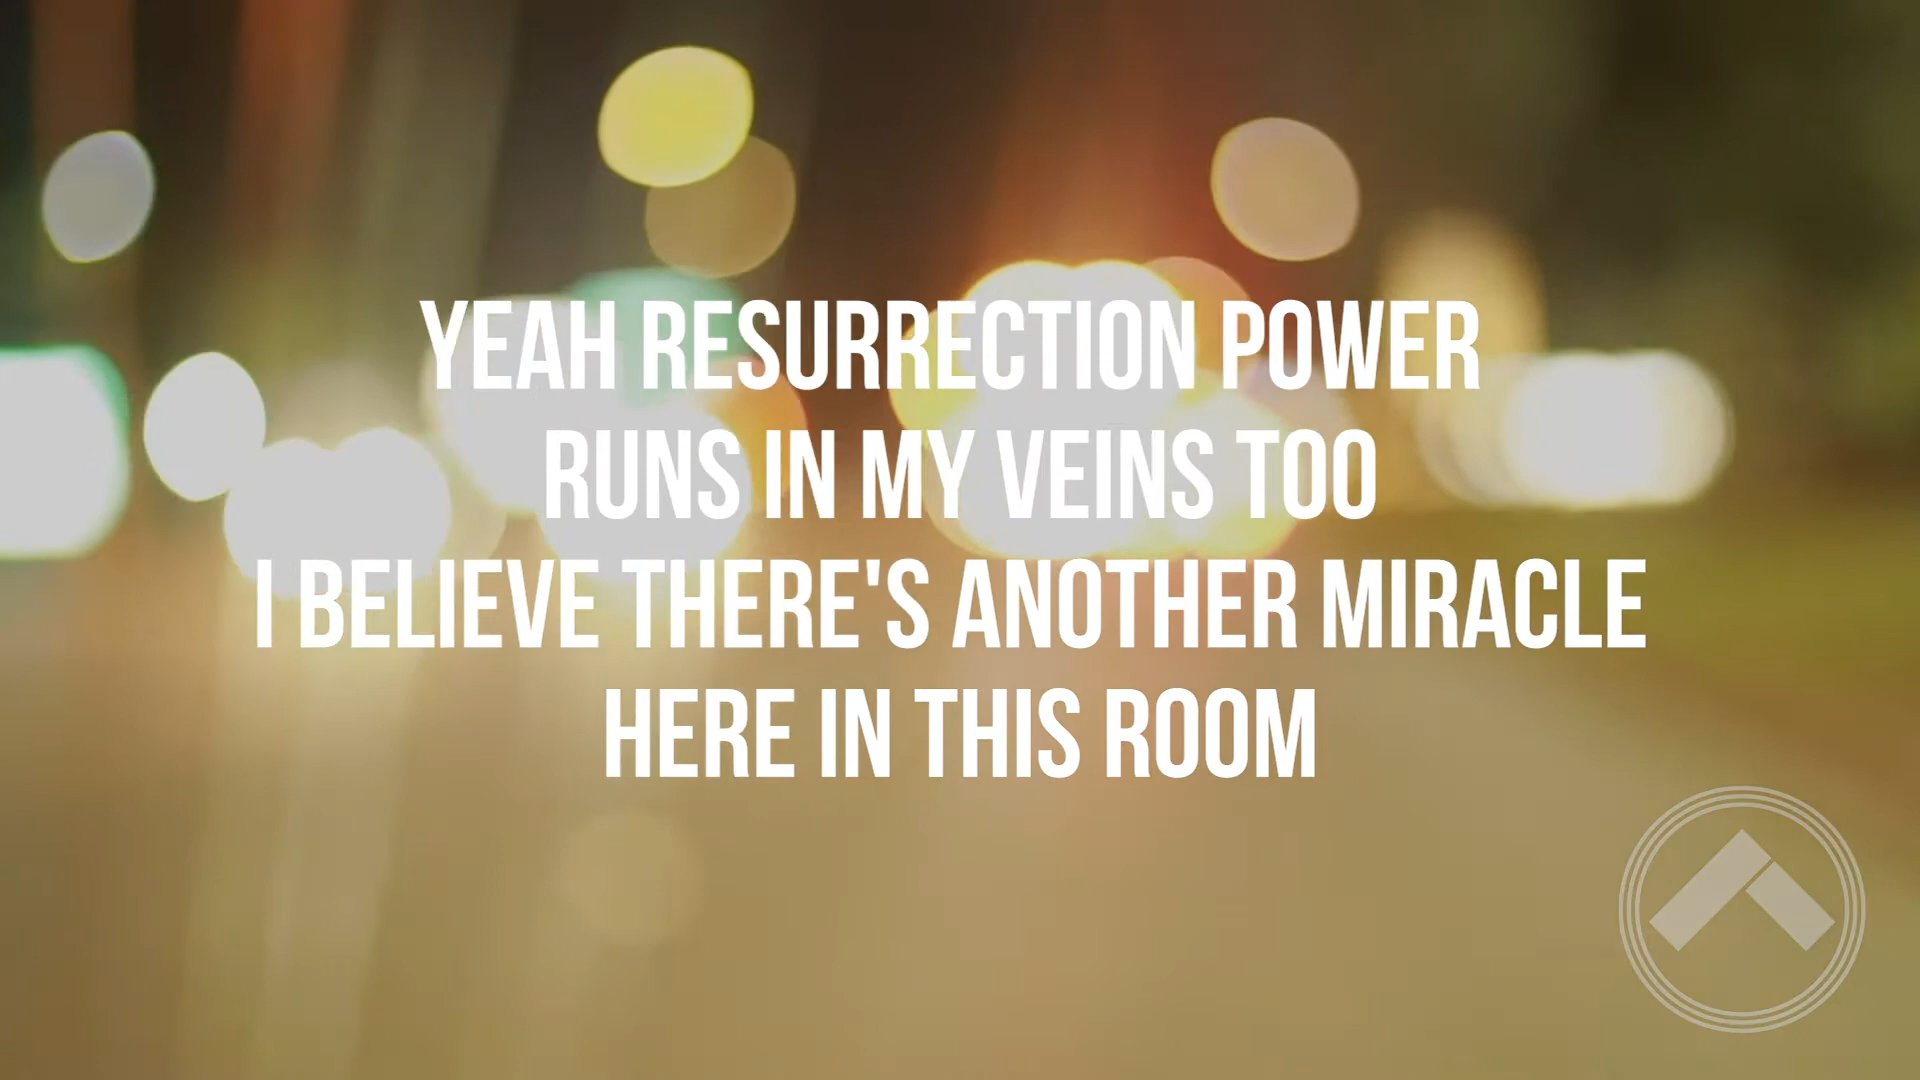 YEAH RESURRECTION POWER
RUNS IN MY VEINS TOO
I BELIEVE THERE'S ANOTHER MIRACLE
HERE IN THIS ROOM